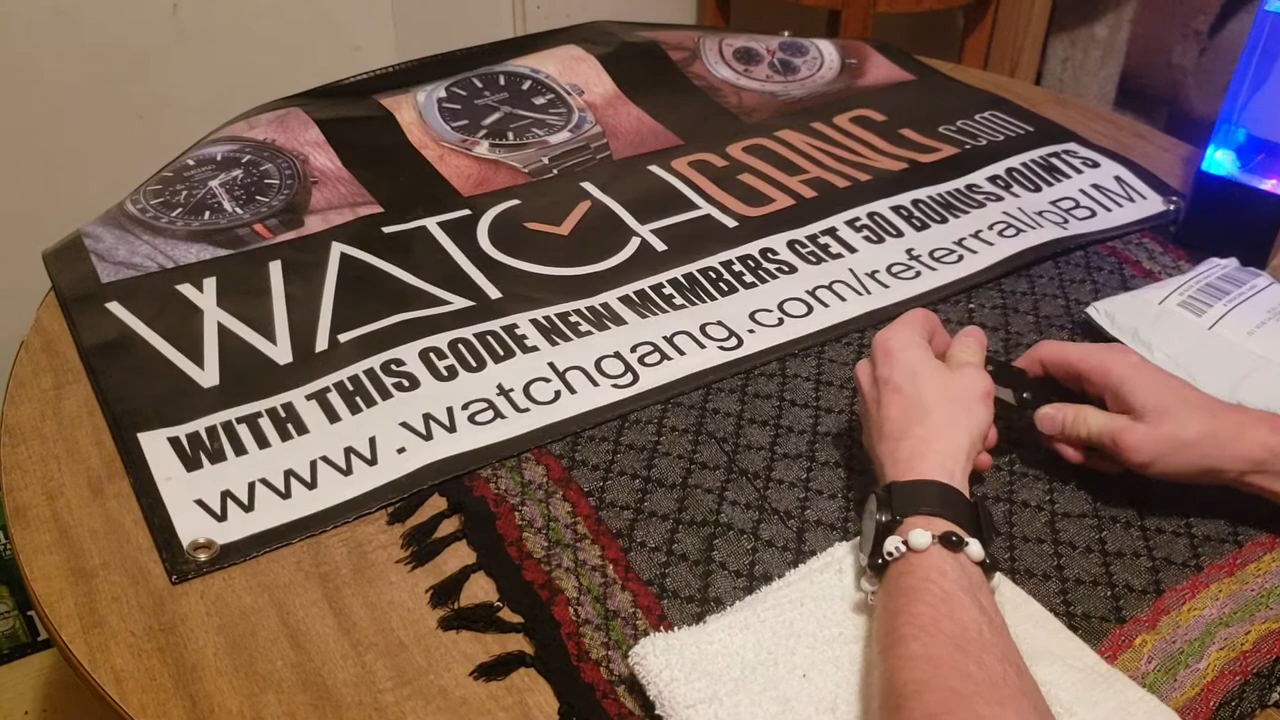 WATCHGANG.com
WITH THIS CODE NEW MEMBERS GET 50 BONUS POINTS
www.watchgang.com/referral/pBIM